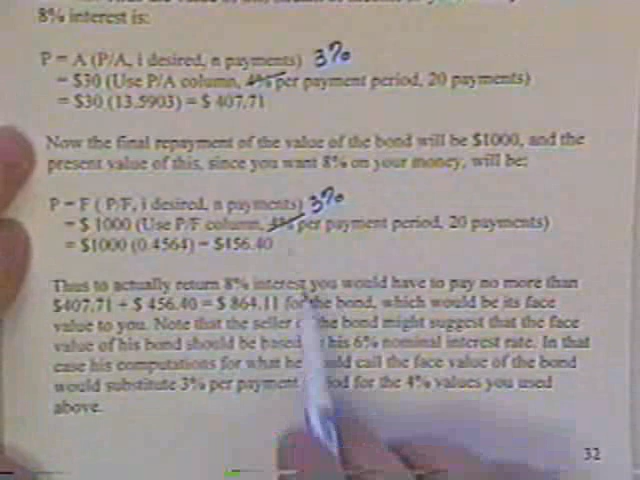 8% interest is:
P = A (P/A, i desired, n payments) 3%
= $30 (Use P/A column, 4% per payment period, 20 payments)
= $30 (13.5903) = $ 407.71
Now the final repayment of the value of the bond will be $1000, and the
present value of this, since you want 8% on your money, will be:
P = F ( P/F, i desired, n payments) 3%
= $ 1000 (Use P/F column, 4% per payment period, 20 payments)
= $1000 (0.4564) = $456.40
Thus to actually return 8% interest you would have to pay no more than
$407.71 + $ 456.40 = $ 864.11 for the bond, which would be its face
value to you. Note that the seller of the bond might suggest that the face
value of his bond should be based his 6% nominal interest rate. In that
case his computations for what he would call the face value of the bond
would substitute 3% per payment period for the 4% values you used
above.
32